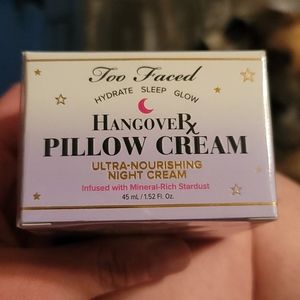 Too Faced
HYDRATE SLEEP GLOW
HANGOVERx
PILLOW CREAM
ULTRA-NOURISHING
NIGHT CREAM
Infused with Mineral-Rich Stardust
45 ml / 1.52 Fl. Oz.